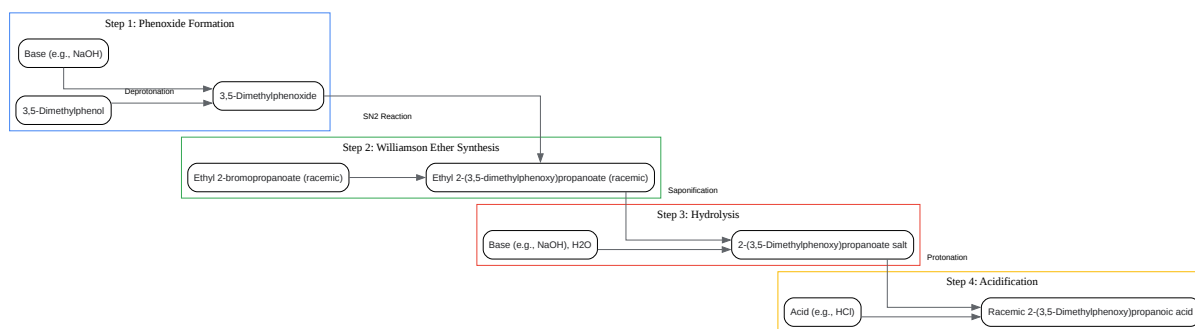 Step 1: Phenoxide Formation
Base (e.g., NaOH)
Deprotonation
3,5-Dimethylphenoxide
3,5-Dimethylphenol
SN2 Reaction
Step 2: Williamson Ether Synthesis
Ethyl 2-bromopropanoate (racemic)
Ethyl 2-(3,5-dimethylphenoxy)propanoate (racemic)
Saponification
Step 3: Hydrolysis
Base (e.g., NaOH), H2O
2-(3,5-Dimethylphenoxy)propanoate salt
Protonation
Step 4: Acidification
Acid (e.g., HCl)
Racemic 2-(3,5-Dimethylphenoxy)propanoic acid